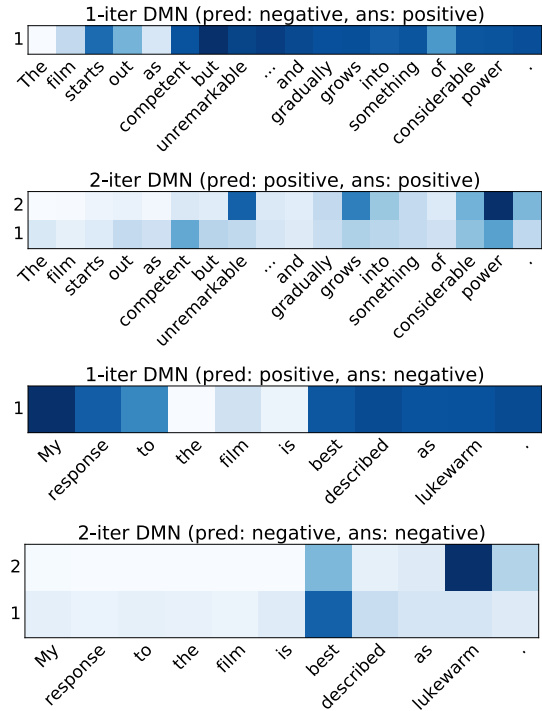 1-iter DMN (pred: negative, ans: positive)
1
The film starts out as competent but unremarkable ... and gradually grows into something of considerable power .
2-iter DMN (pred: positive, ans: positive)
2
1
The film starts out as competent but unremarkable ... and gradually grows into something of considerable power .
1-iter DMN (pred: positive, ans: negative)
1
My response to the film is best described as lukewarm .
2-iter DMN (pred: negative, ans: negative)
2
1
My response to the film is best described as lukewarm .